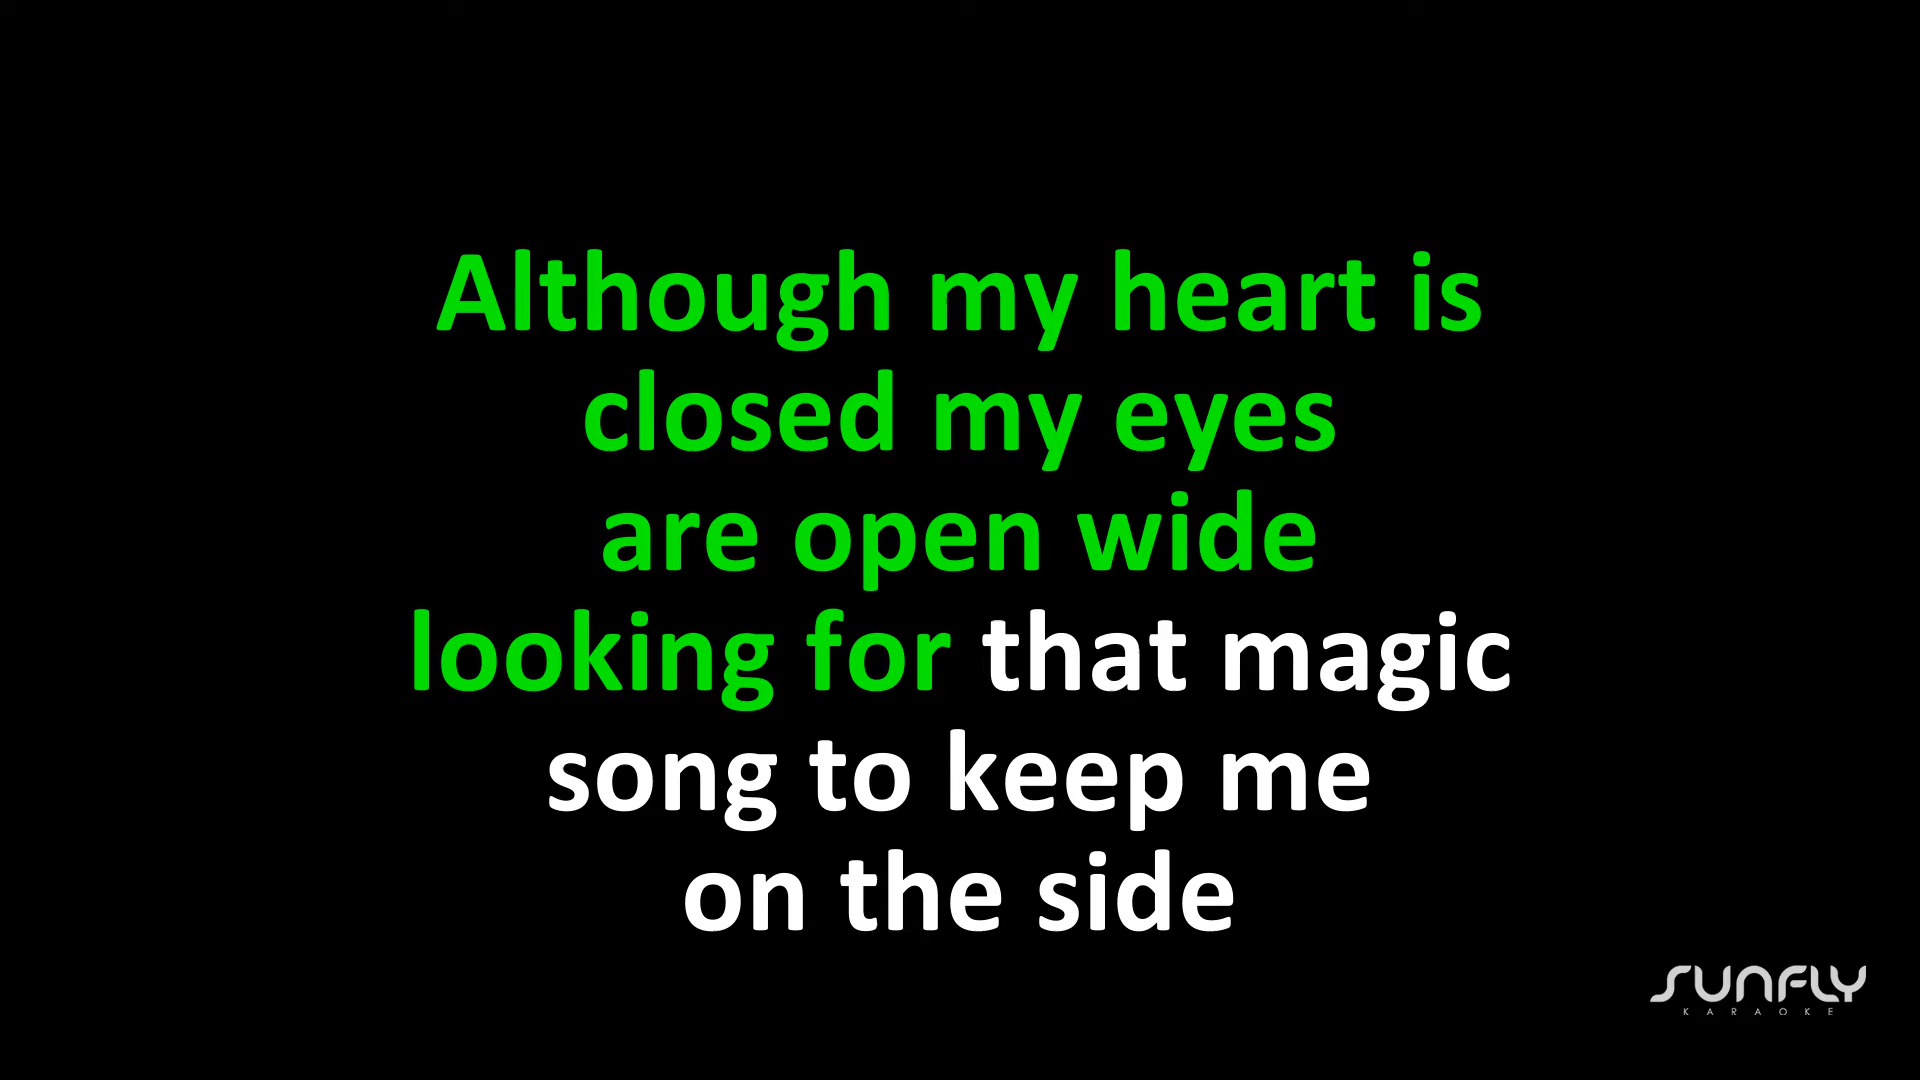 Although my heart is
closed my eyes
are open wide
looking for that magic
song to keep me
on the side
SUNFLY
KARAOKE